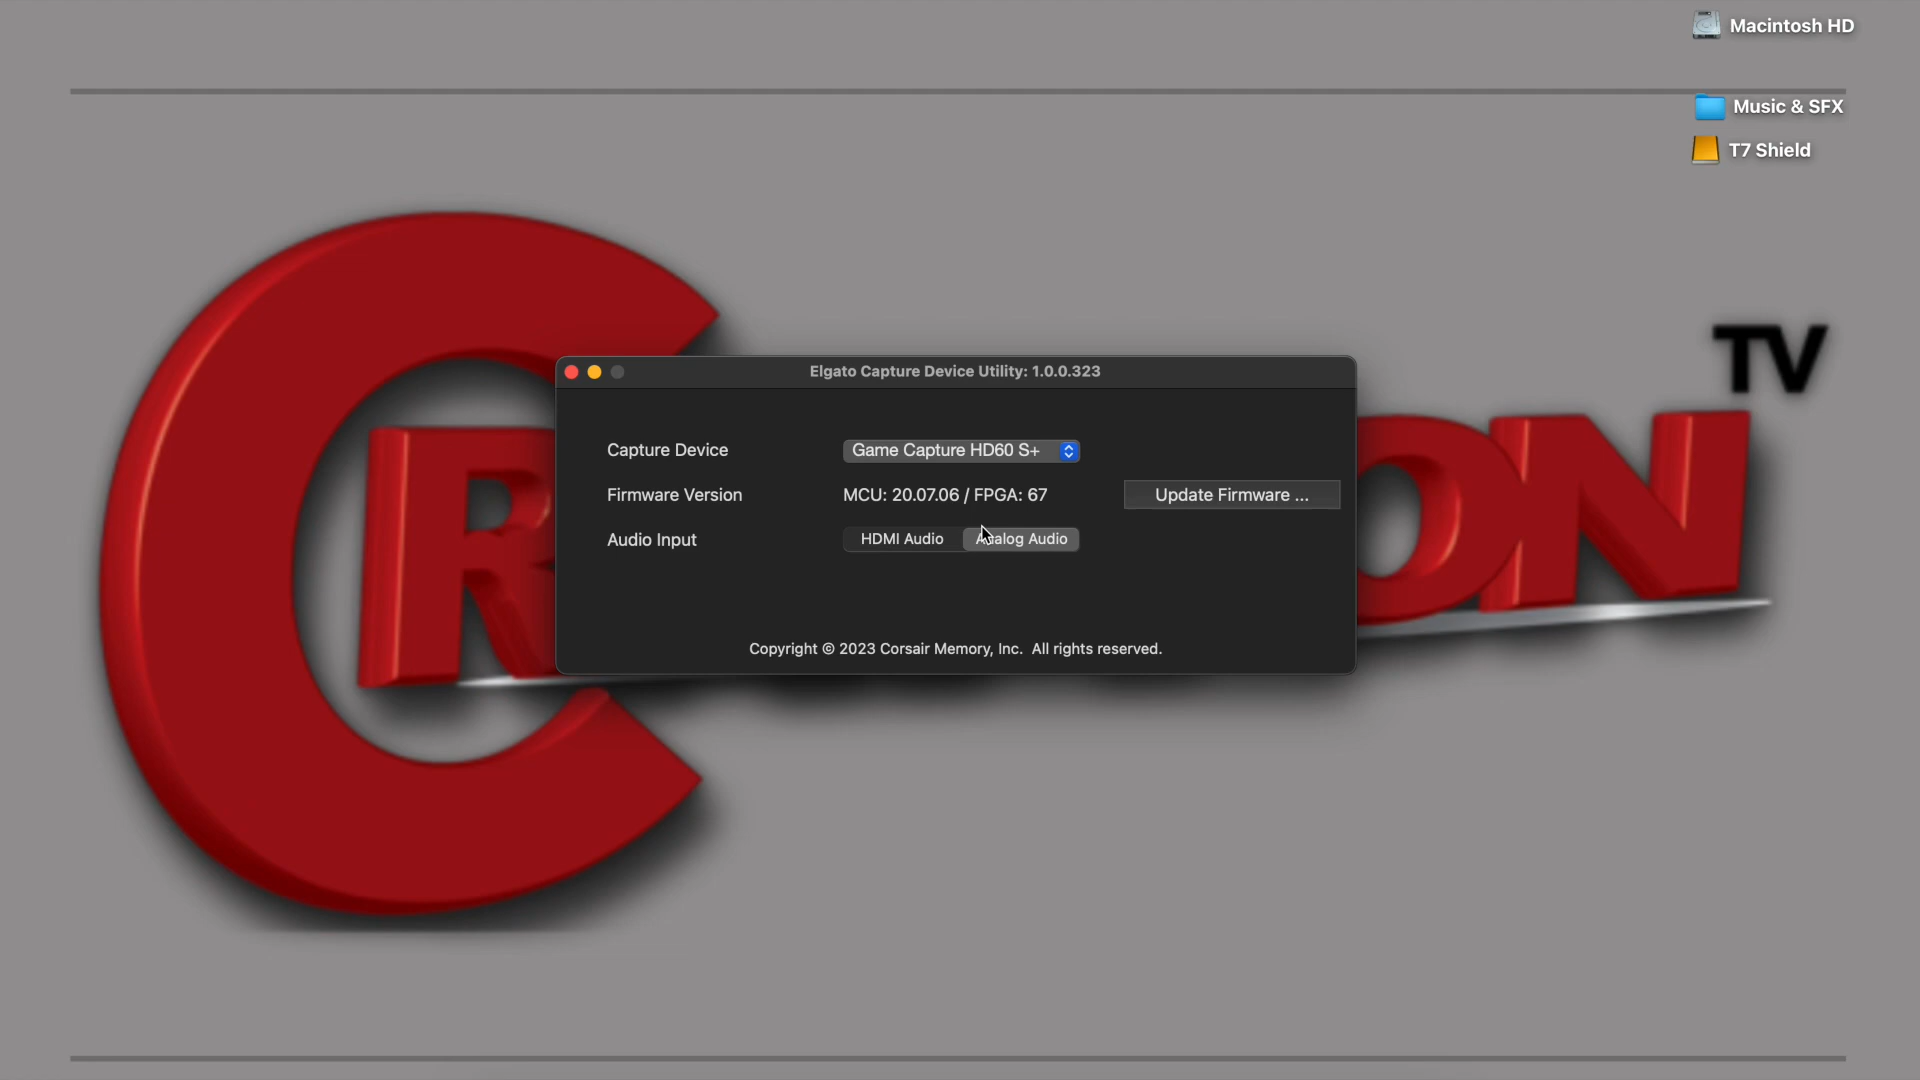 Macintosh HD
Music & SFX
T7 Shield
TV
Elgato Capture Device Utility: 1.0.0.323
Capture Device
Game Capture HD60 S+
Firmware Version
MCU: 20.07.06 / FPGA: 67
Update Firmware ...
Audio Input
HDMI Audio
Analog Audio
Copyright © 2023 Corsair Memory, Inc. All rights reserved.